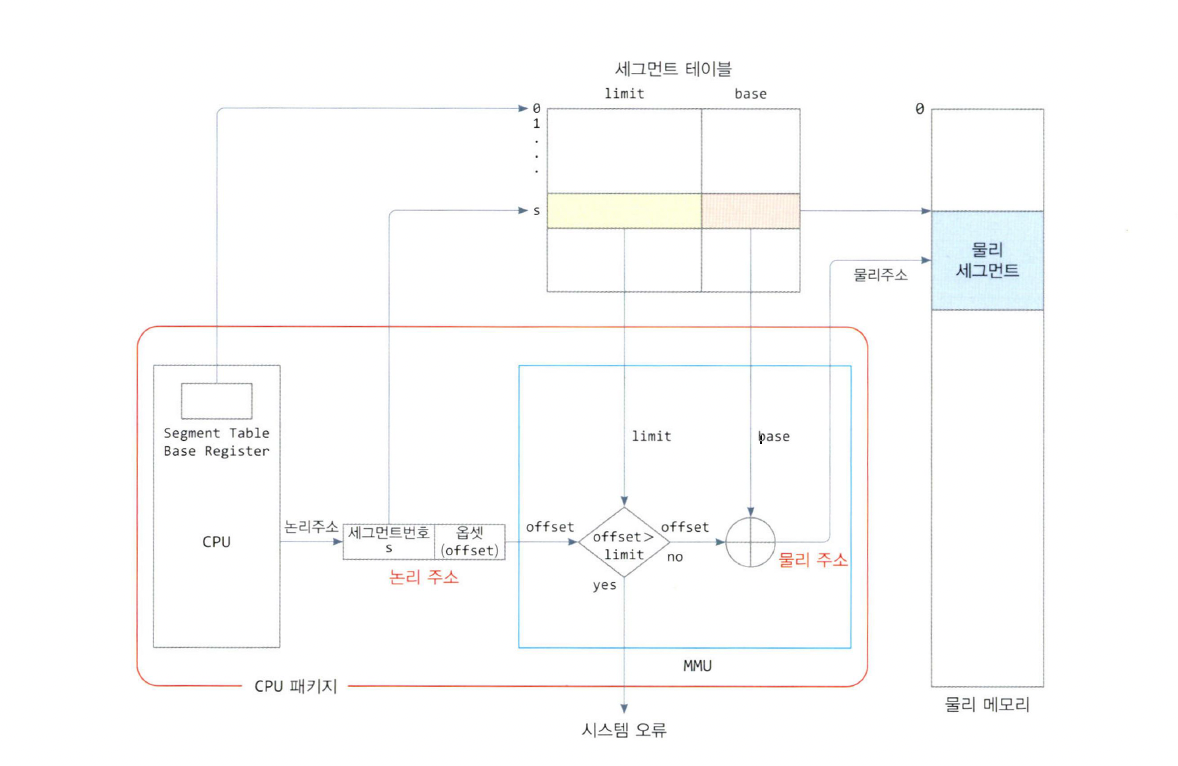 세그먼트 테이블
limit
base
0
1
.
.
.
s
0
물리
세그먼트
물리주소
Segment Table
Base Register
CPU
논리주소
세그먼트번호
s
옵셋
(offset)
논리 주소
offset
limit
base
offset>
limit
offset
no
yes
물리 주소
MMU
CPU 패키지
시스템 오류
물리 메모리